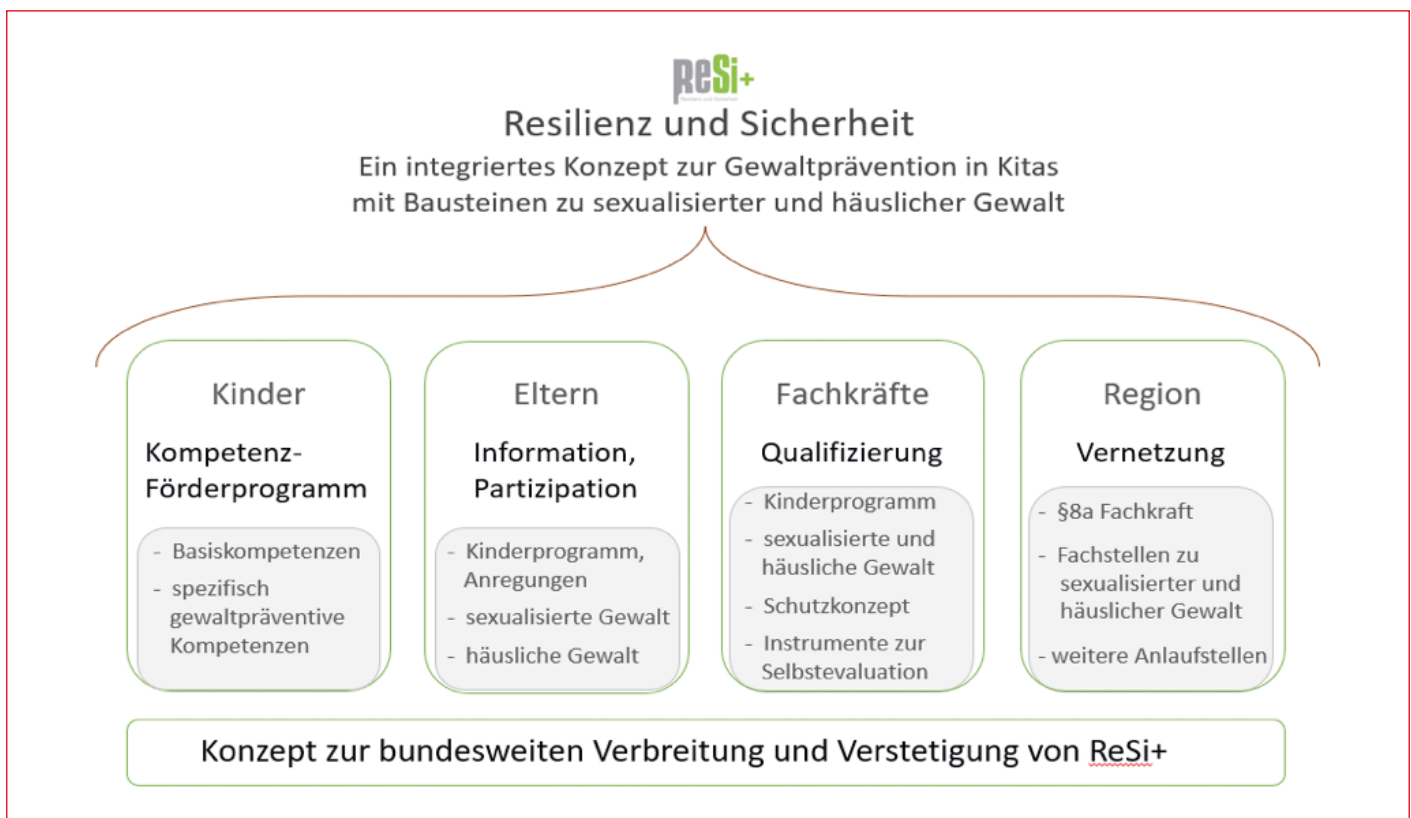 ReSi+
Resilienz und Sicherheit
Resilienz und Sicherheit
Ein integriertes Konzept zur Gewaltprävention in Kitas
mit Bausteinen zu sexualisierter und häuslicher Gewalt
Kinder
Kompetenz-
Förderprogramm
- Basiskompetenzen
- spezifisch
gewaltpräventive
Kompetenzen
Eltern
Information,
Partizipation
- Kinderprogramm,
Anregungen
- sexualisierte Gewalt
- häusliche Gewalt
Fachkräfte
Qualifizierung
- Kinderprogramm
- sexualisierte und
häusliche Gewalt
- Schutzkonzept
- Instrumente zur
Selbstevaluation
Region
Vernetzung
- §8a Fachkraft
- Fachstellen zu
sexualisierter und
häuslicher Gewalt
- weitere Anlaufstellen
Konzept zur bundesweiten Verbreitung und Verstetigung von ReSi+